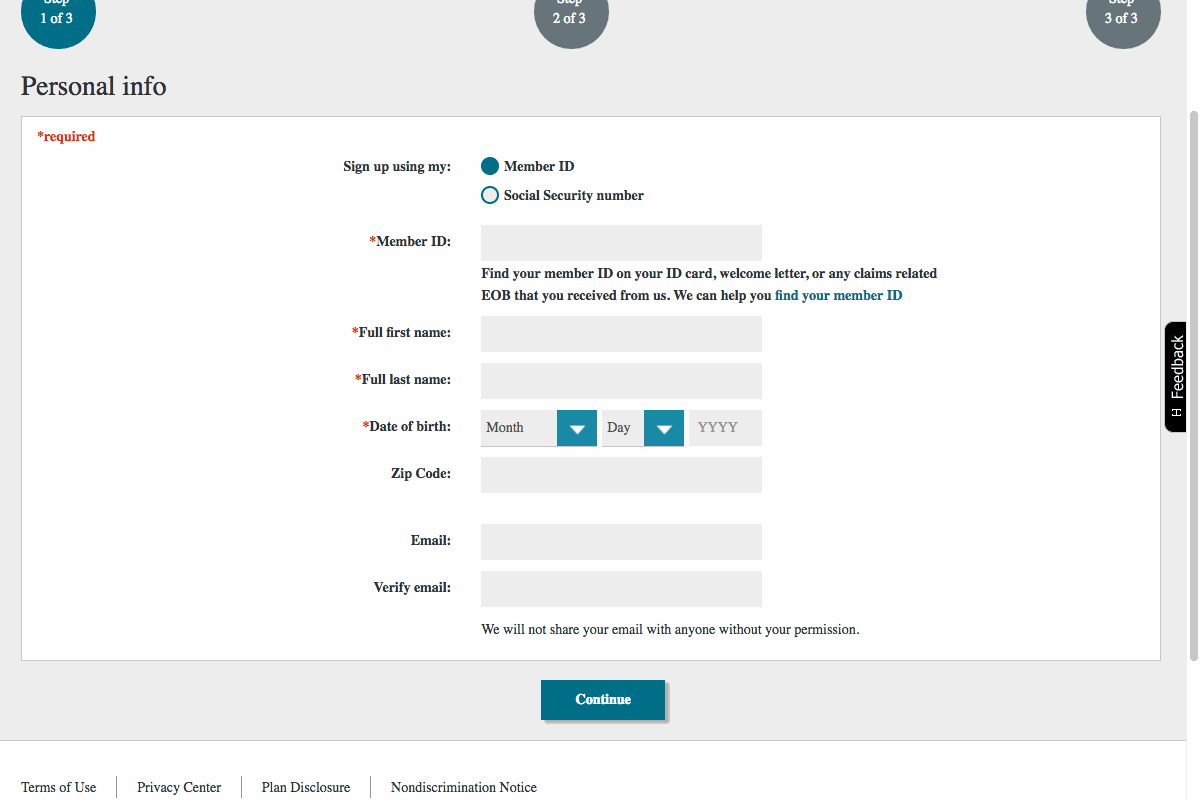 Step
1 of 3
Step
2 of 3
Step
3 of 3
Personal info
*required
Sign up using my:
Member ID
Social Security number
*Member ID:
Find your member ID on your ID card, welcome letter, or any claims related
EOB that you received from us. We can help you find your member ID
*Full first name:
*Full last name:
*Date of birth:
Month
Day
YYYY
Zip Code:
Email:
Verify email:
We will not share your email with anyone without your permission.
Continue
Feedback
Terms of Use
Privacy Center
Plan Disclosure
Nondiscrimination Notice